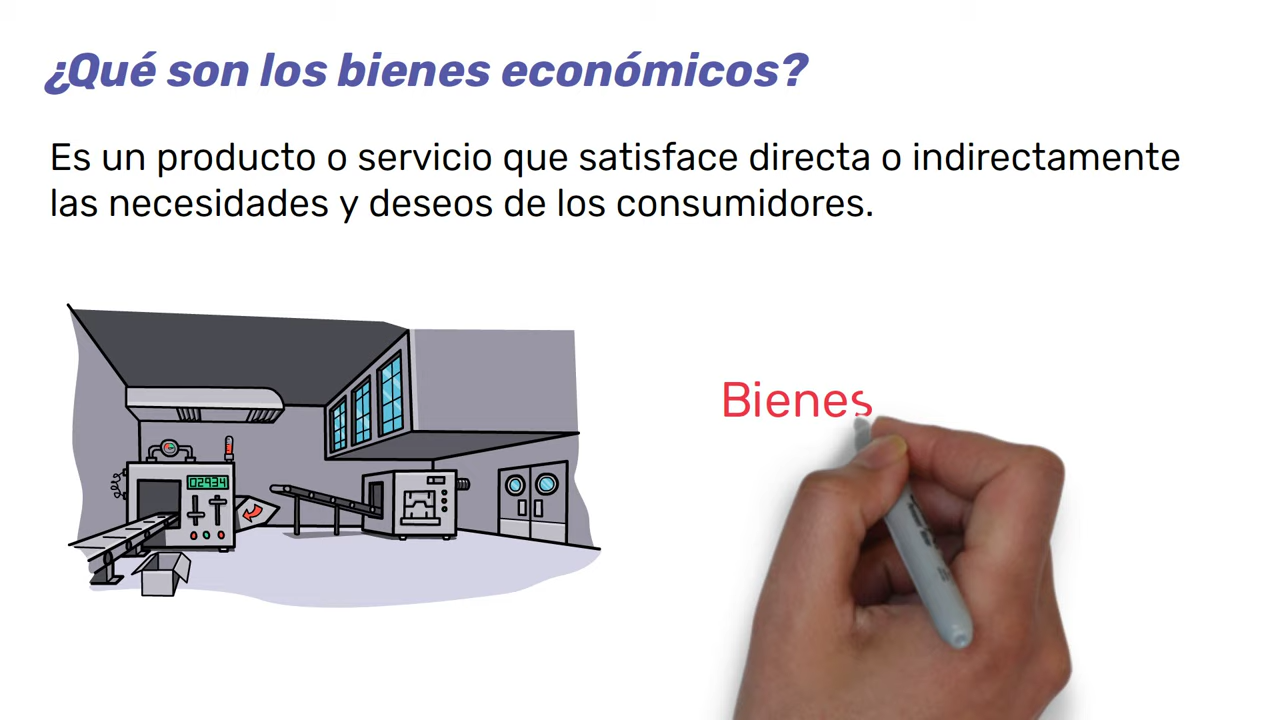 ¿Qué son los bienes económicos?
Es un producto o servicio que satisface directa o indirectamente
las necesidades y deseos de los consumidores.
02934
Bienes